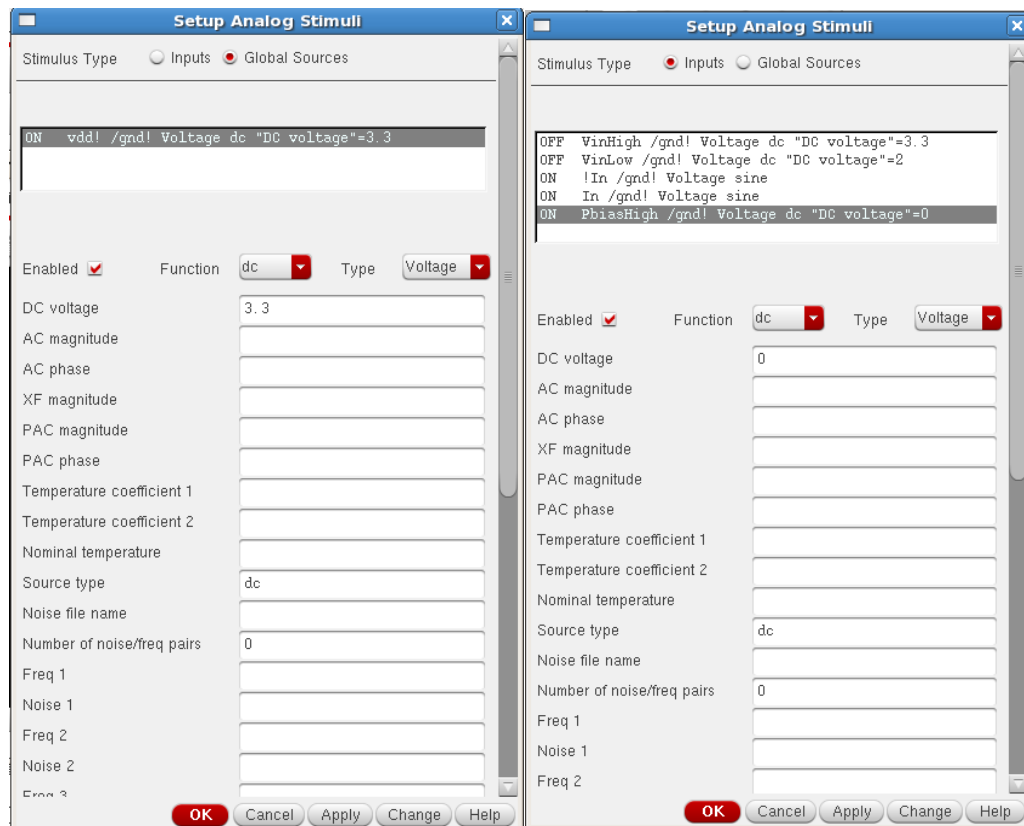 Setup Analog Stimuli
Stimulus Type Inputs Global Sources
ON vdd! /gnd! Voltage dc "DC voltage"=3.3
Enabled Function dc Type Voltage
DC voltage 3.3
AC magnitude
AC phase
XF magnitude
PAC magnitude
PAC phase
Temperature coefficient 1
Temperature coefficient 2
Nominal temperature
Source type dc
Noise file name
Number of noise/freq pairs 0
Freq 1
Noise 1
Freq 2
Noise 2
Freq 3
OK Cancel Apply Change Help
Setup Analog Stimuli
Stimulus Type Inputs Global Sources
OFF VinHigh /gnd! Voltage dc "DC voltage"=3.3
OFF VinLow /gnd! Voltage dc "DC voltage"=2
ON !In /gnd! Voltage sine
ON In /gnd! Voltage sine
ON PbiasHigh /gnd! Voltage dc "DC voltage"=0
Enabled Function dc Type Voltage
DC voltage 0
AC magnitude
AC phase
XF magnitude
PAC magnitude
PAC phase
Temperature coefficient 1
Temperature coefficient 2
Nominal temperature
Source type dc
Noise file name
Number of noise/freq pairs 0
Freq 1
Noise 1
Freq 2
OK Cancel Apply Change Help